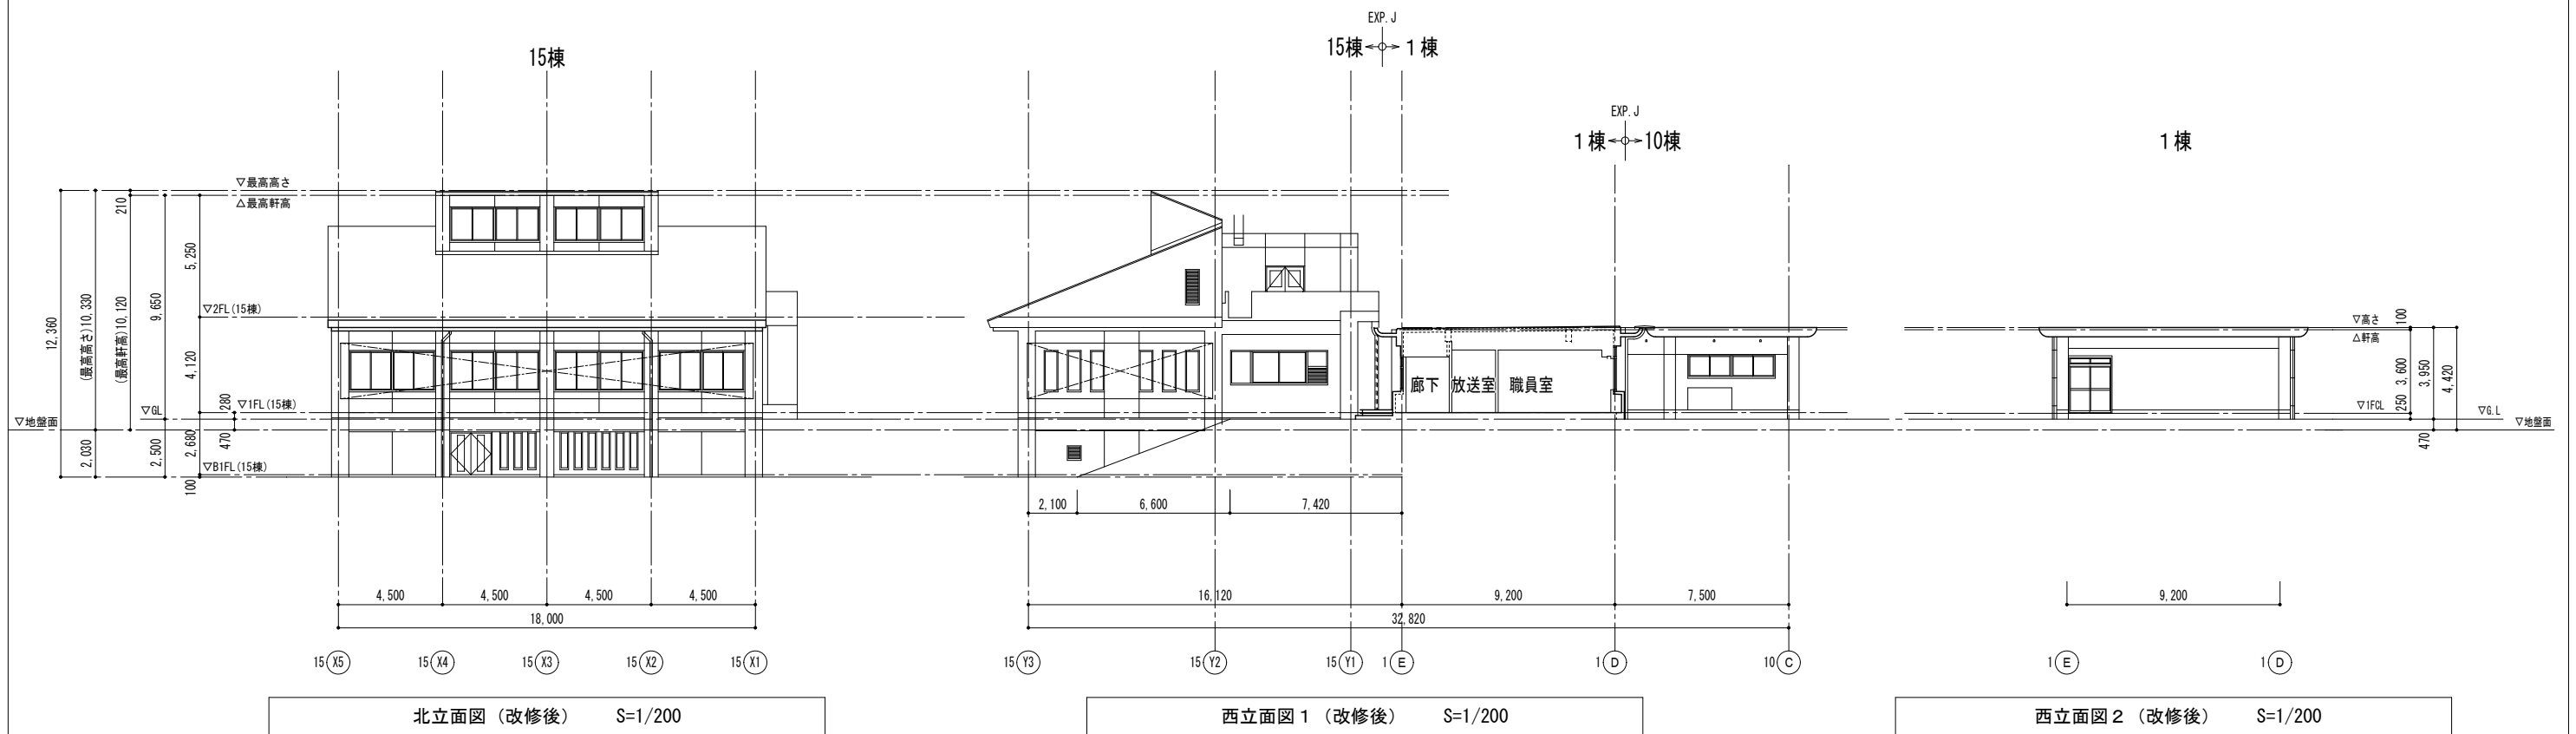 15棟
▽最高高さ
△最高軒高
▽2FL(15棟)
▽1FL(15棟)
▽GL
▽地盤面
▽B1FL(15棟)
12,360
2,030
(最高高さ)10,330
(最高軒高)10,120
210
9,650
2,500
5,250
4,120
2,680
100
280
470
4,500
4,500
4,500
4,500
18,000
15 X5
15 X4
15 X3
15 X2
15 X1
北立面図（改修後） S=1/200
EXP.J
15棟 1棟
EXP.J
1棟 10棟
廊下
放送室
職員室
2,100
6,600
7,420
16,120
9,200
7,500
32,820
15 Y3
15 Y2
15 Y1
1 E
1 D
10 C
西立面図１（改修後） S=1/200
1棟
▽高さ
△軒高
▽1FCL
▽G.L
▽地盤面
100
3,600
250
3,950
470
4,420
9,200
1 E
1 D
西立面図２（改修後） S=1/200